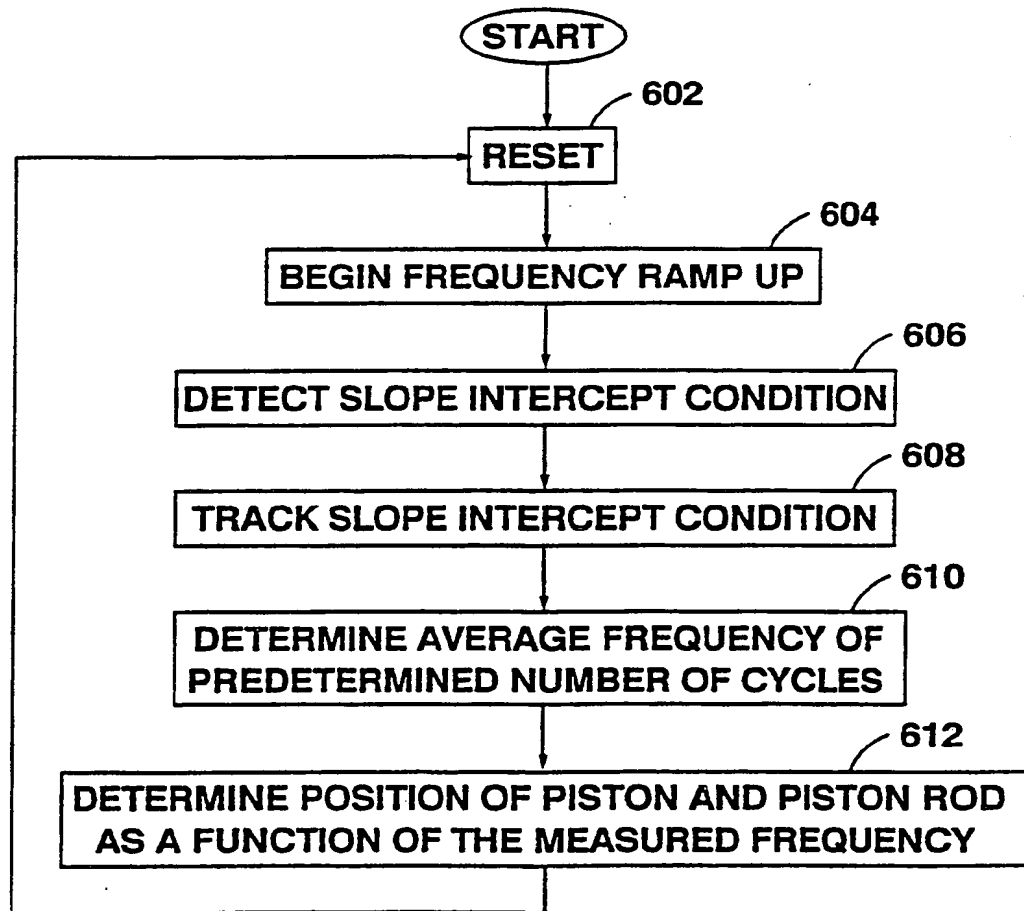 START
602
RESET
604
BEGIN FREQUENCY RAMP UP
606
DETECT SLOPE INTERCEPT CONDITION
608
TRACK SLOPE INTERCEPT CONDITION
610
DETERMINE AVERAGE FREQUENCY OF
PREDETERMINED NUMBER OF CYCLES
612
DETERMINE POSITION OF PISTON AND PISTON ROD
AS A FUNCTION OF THE MEASURED FREQUENCY